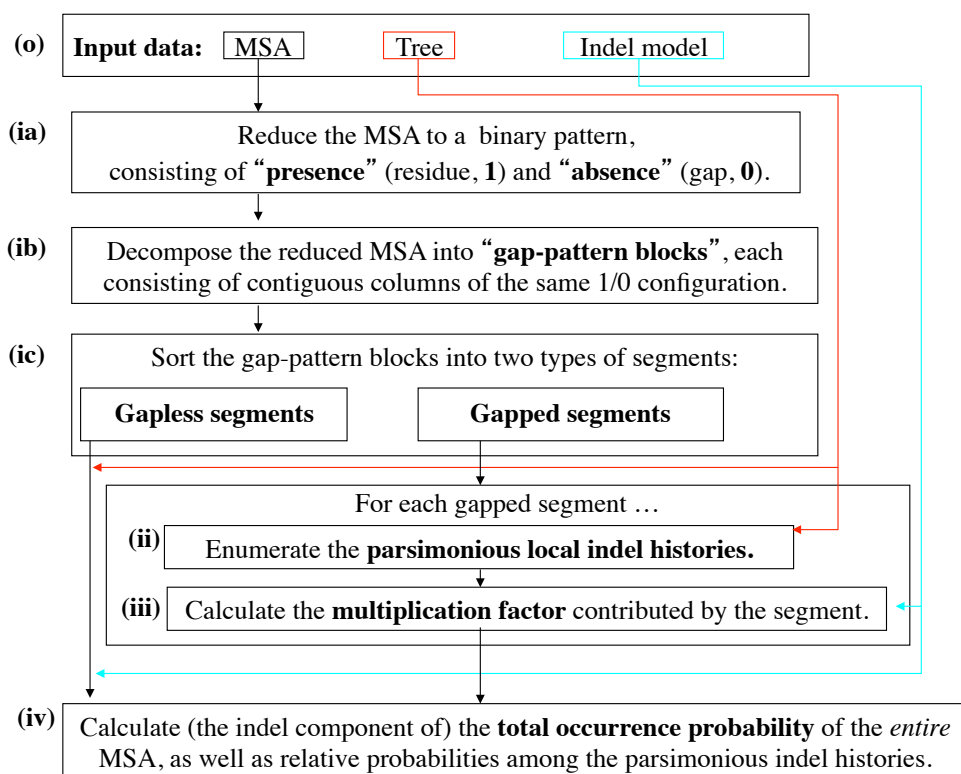 (o) Input data: MSA Tree Indel model
(ia) Reduce the MSA to a binary pattern,
consisting of “presence” (residue, 1) and “absence” (gap, 0).
(ib) Decompose the reduced MSA into “gap-pattern blocks”, each
consisting of contiguous columns of the same 1/0 configuration.
(ic) Sort the gap-pattern blocks into two types of segments:
Gapless segments Gapped segments
For each gapped segment …
(ii) Enumerate the parsimonious local indel histories.
(iii) Calculate the multiplication factor contributed by the segment.
(iv) Calculate (the indel component of) the total occurrence probability of the entire
MSA, as well as relative probabilities among the parsimonious indel histories.